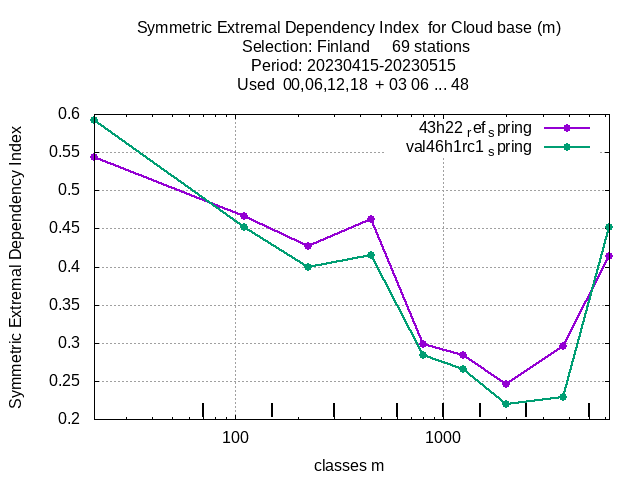 Symmetric Extremal Dependency Index  for Cloud base (m)
Selection: Finland     69 stations
Period: 20230415-20230515
Used  00,06,12,18  + 03 06 ... 48
43h22 ref spring
val46h1rc1 spring
Symmetric Extremal Dependency Index
0.6
0.55
0.5
0.45
0.4
0.35
0.3
0.25
0.2
100
1000
classes m